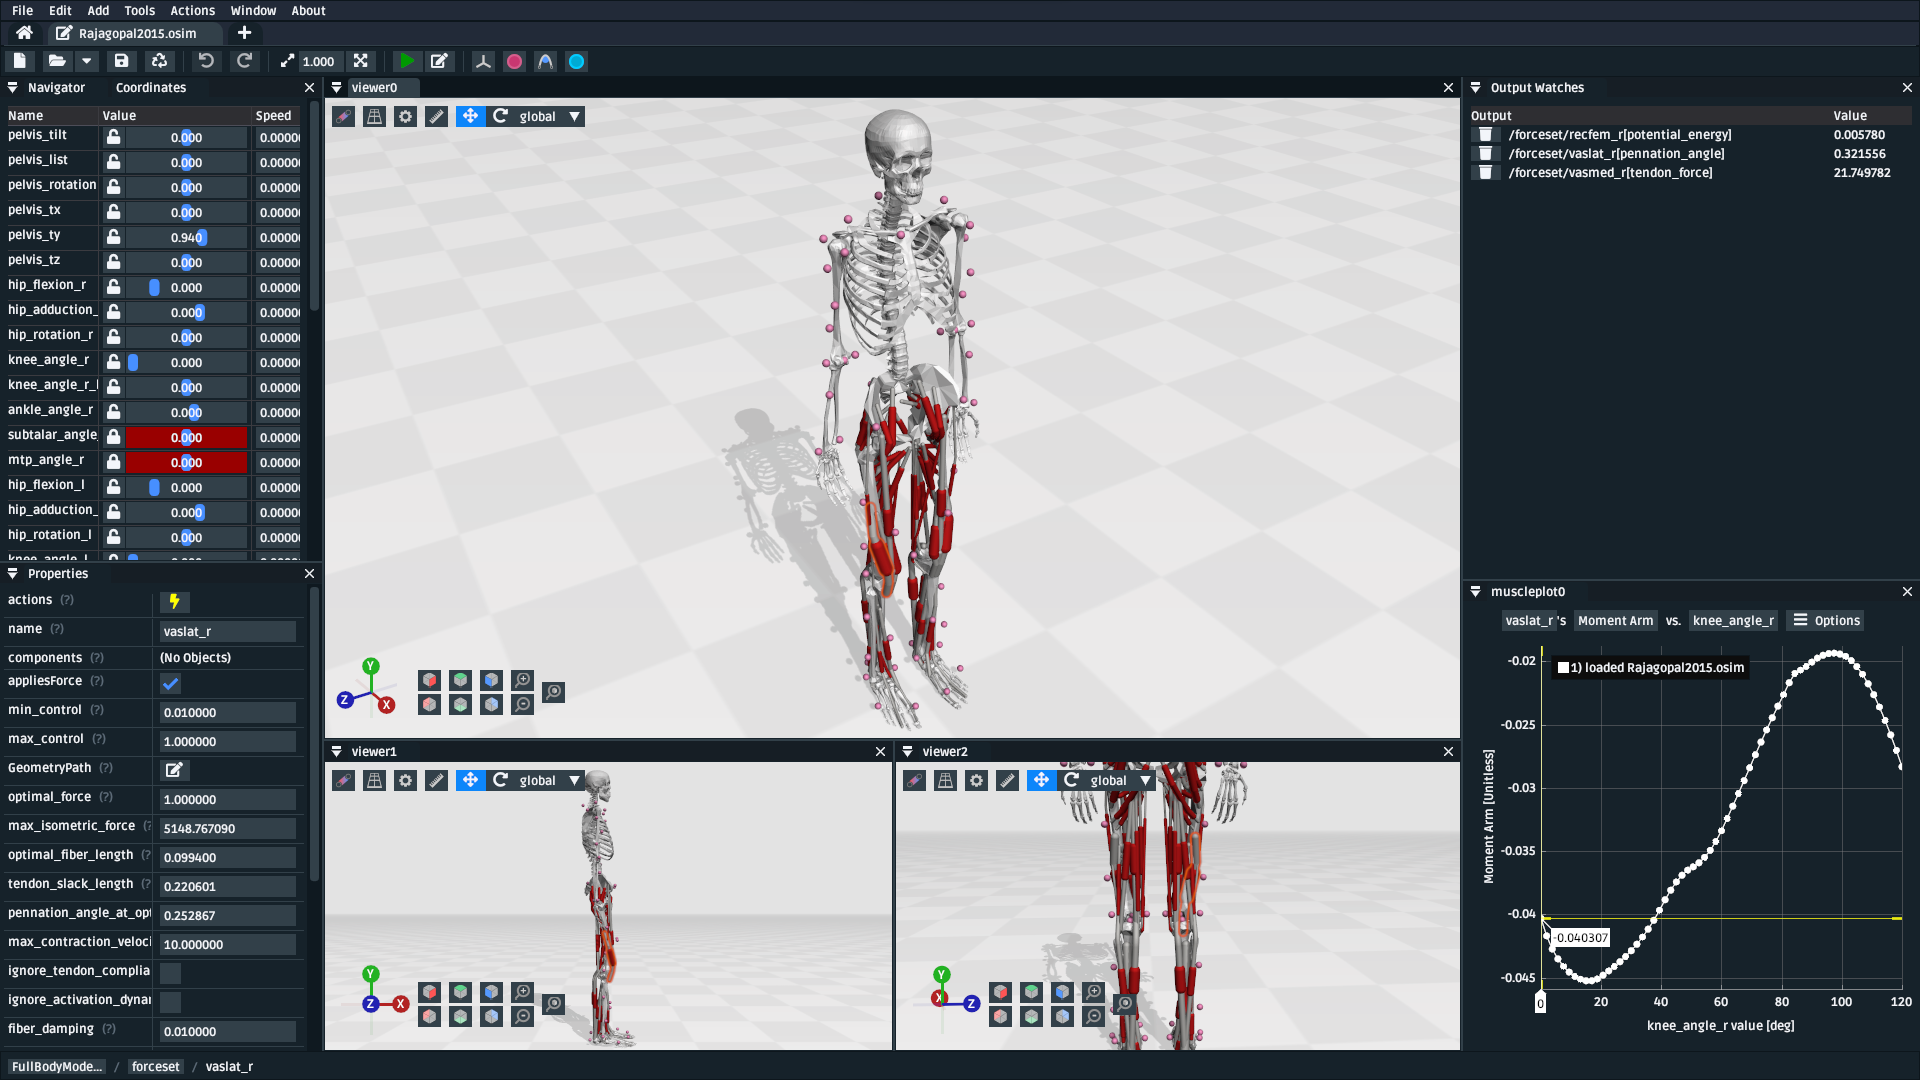 File Edit Add Tools Actions Window About
Rajagopal2015.osim
1.000
Navigator Coordinates
Name Value Speed
pelvis_tilt 0.000 0.0000
pelvis_list 0.000 0.0000
pelvis_rotation 0.000 0.0000
pelvis_tx 0.000 0.0000
pelvis_ty 0.940 0.0000
pelvis_tz 0.000 0.0000
hip_flexion_r 0.000 0.0000
hip_adduction_ 0.000 0.0000
hip_rotation_r 0.000 0.0000
knee_angle_r 0.000 0.0000
knee_angle_r_ 0.000 0.0000
ankle_angle_r 0.000 0.0000
subtalar_angle_ 0.000 0.0000
mtp_angle_r 0.000 0.0000
hip_flexion_l 0.000 0.0000
hip_adduction_ 0.000 0.0000
hip_rotation_l 0.000 0.0000
Properties
actions (?)
name (?) vaslat_r
components (?) (No Objects)
appliesForce (?)
min_control (?) 0.010000
max_control (?) 1.000000
GeometryPath (?)
optimal_force (?) 1.000000
max_isometric_force (? 5148.767090
optimal_fiber_length (? 0.099400
tendon_slack_length (? 0.220601
pennation_angle_at_opt 0.252867
max_contraction_veloci 10.000000
ignore_tendon_complia
ignore_activation_dynar
fiber_damping (?) 0.010000
viewer0
global
Y
Z
X
viewer1
global
Y
Z
X
viewer2
global
Y
X
Z
Output Watches
Output Value
/forceset/recfem_r[potential_energy] 0.005780
/forceset/vaslat_r[pennation_angle] 0.321556
/forceset/vasmed_r[tendon_force] 21.749782
muscleplot0
vaslat_r 's Moment Arm vs. knee_angle_r Options
1) loaded Rajagopal2015.osim
-0.02
-0.025
-0.03
-0.035
-0.04
-0.045
Moment Arm [Unitless]
-0.040307
0 20 40 60 80 100 120
knee_angle_r value [deg]
FullBodyMode... / forceset / vaslat_r